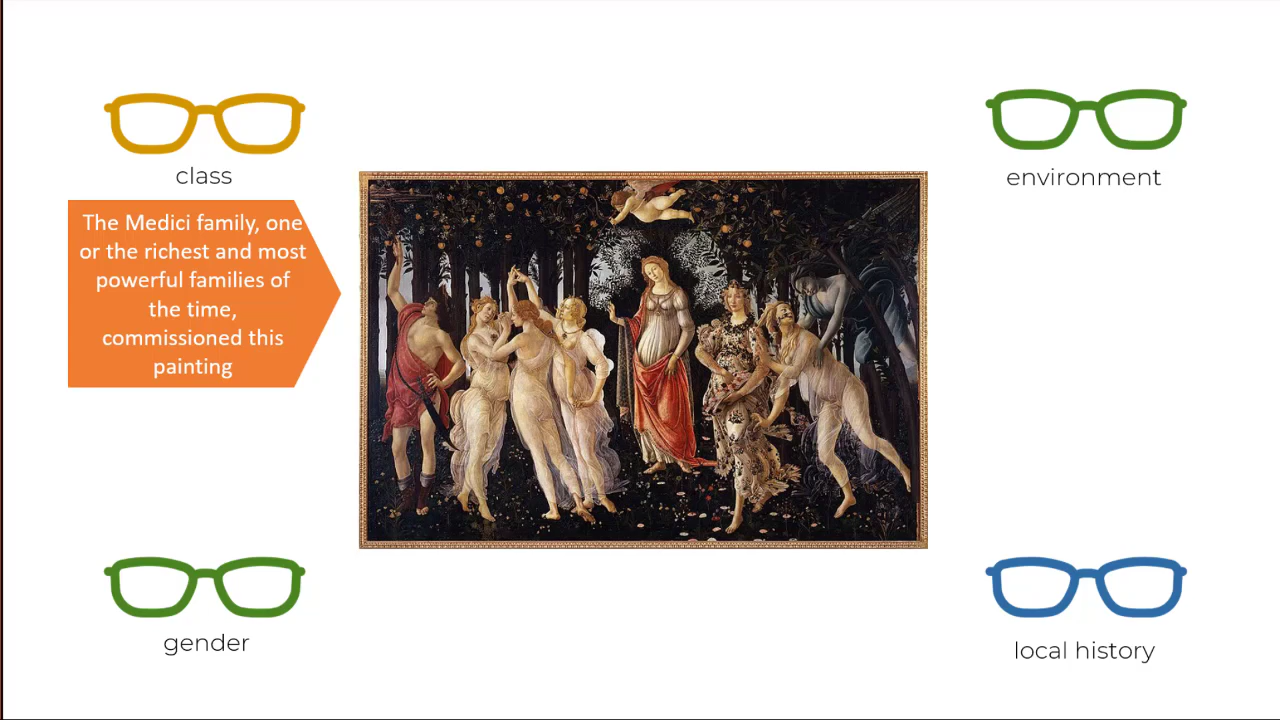 class
The Medici family, one
or the richest and most
powerful families of
the time,
commissioned this
painting
environment
gender
local history